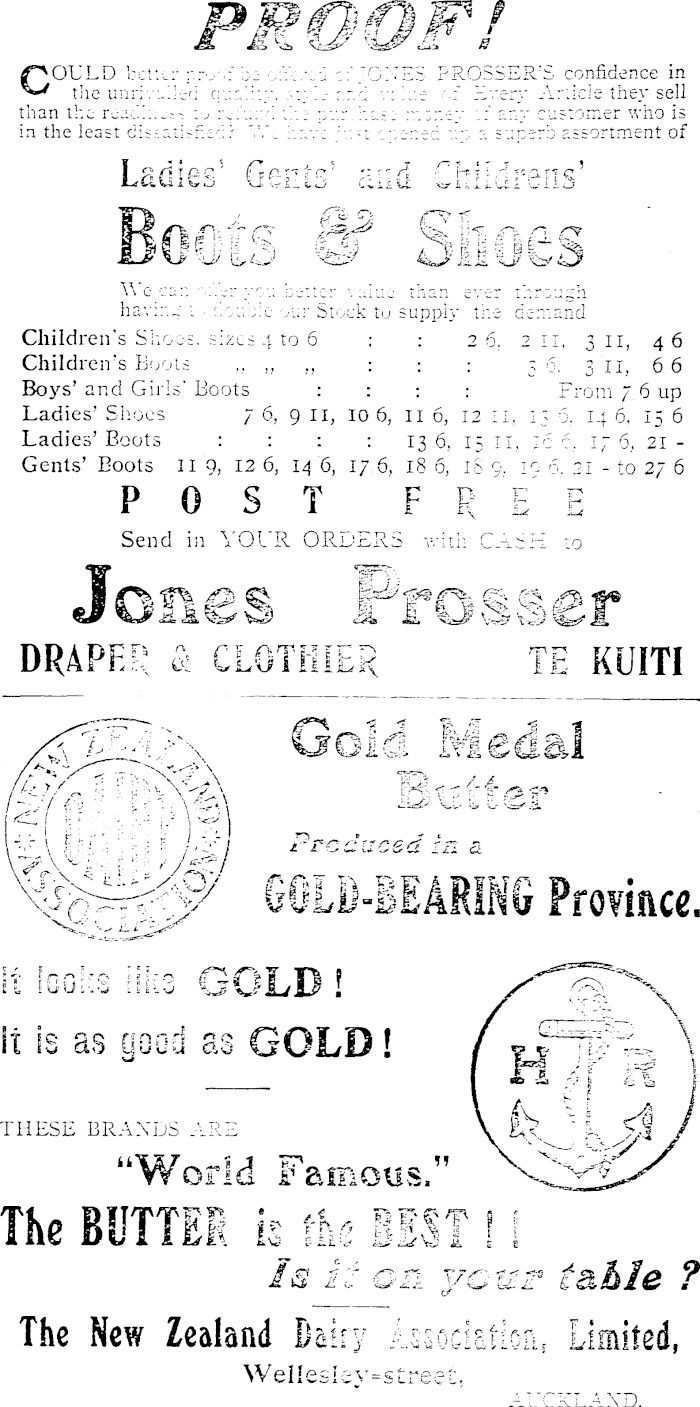 PROOF!
COULD better proof be offered of JONES PROSSER'S confidence in
the unrivalled quality, style and value of Every Article they sell
than the readiness to refund the purchase money of any customer who is
in the least dissatisfied? We have just opened up a superb assortment of
Ladies' Gents' and Childrens'
Boots & Shoes
We can offer you better value than ever through
having to double our Stock to supply the demand
Children's Shoes, sizes 4 to 6 : : 2 6, 2 11, 3 11, 4 6
Children's Boots ,, ,, ,, : : : 3 6, 3 11, 6 6
Boys' and Girls' Boots : : : : From 7 6 up
Ladies' Shoes 7 6, 9 11, 10 6, 11 6, 12 11, 13 6, 14 6, 15 6
Ladies' Boots : : : : 13 6, 15 11, 16 6, 17 6, 21 -
Gents' Boots 11 9, 12 6, 14 6, 17 6, 18 6, 18 9, 19 6, 21 - to 27 6
POST FREE
Send in YOUR ORDERS with CASH to
Jones Prosser
DRAPER & CLOTHIER TE KUITI
NEW ZEALAND
DAIRY
ASSOCIATION
Gold Medal
Butter
Produced in a
GOLD-BEARING Province.
It looks like GOLD!
It is as good as GOLD!
H R
THESE BRANDS ARE
"World Famous."
The BUTTER is the BEST!!
Is it on your table ?
The New Zealand Dairy Association, Limited,
Wellesley=street,
AUCKLAND.